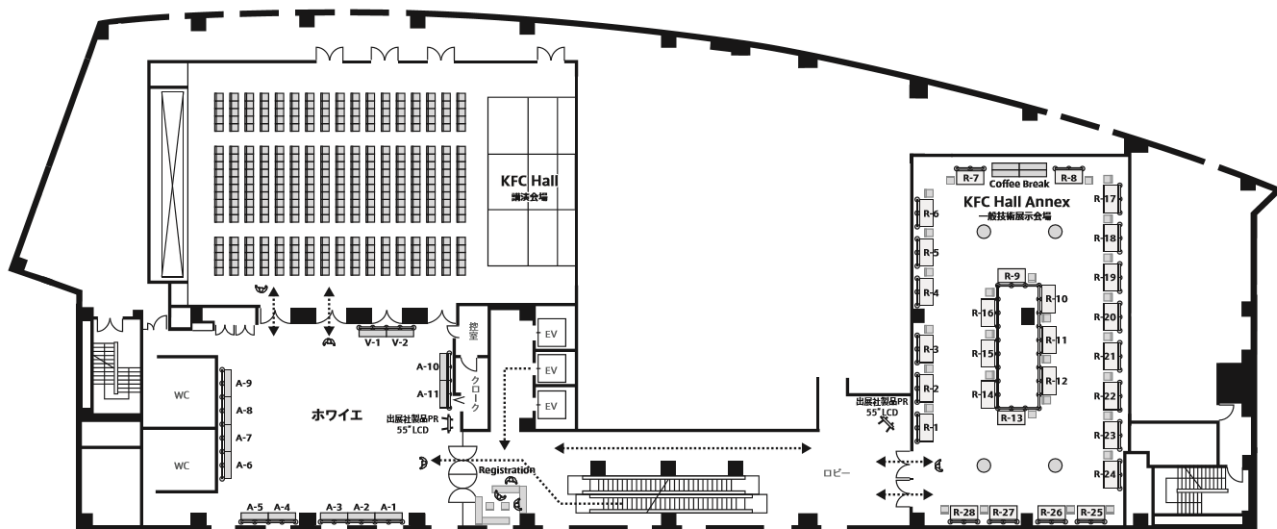 KFC Hall
講演会場
V-1
V-2
控室
クローク
EV
EV
EV
A-10
A-11
出展社製品PR
55"LCD
WC
WC
A-9
A-8
A-7
A-6
ホワイエ
A-5
A-4
A-3
A-2
A-1
Registration
ロビー
出展社製品PR
55"LCD
R-7
Coffee Break
R-8
KFC Hall Annex
一般技術展示会場
R-6
R-5
R-4
R-3
R-2
R-1
R-9
R-10
R-16
R-11
R-15
R-12
R-14
R-13
R-17
R-18
R-19
R-20
R-21
R-22
R-23
R-24
R-28
R-27
R-26
R-25